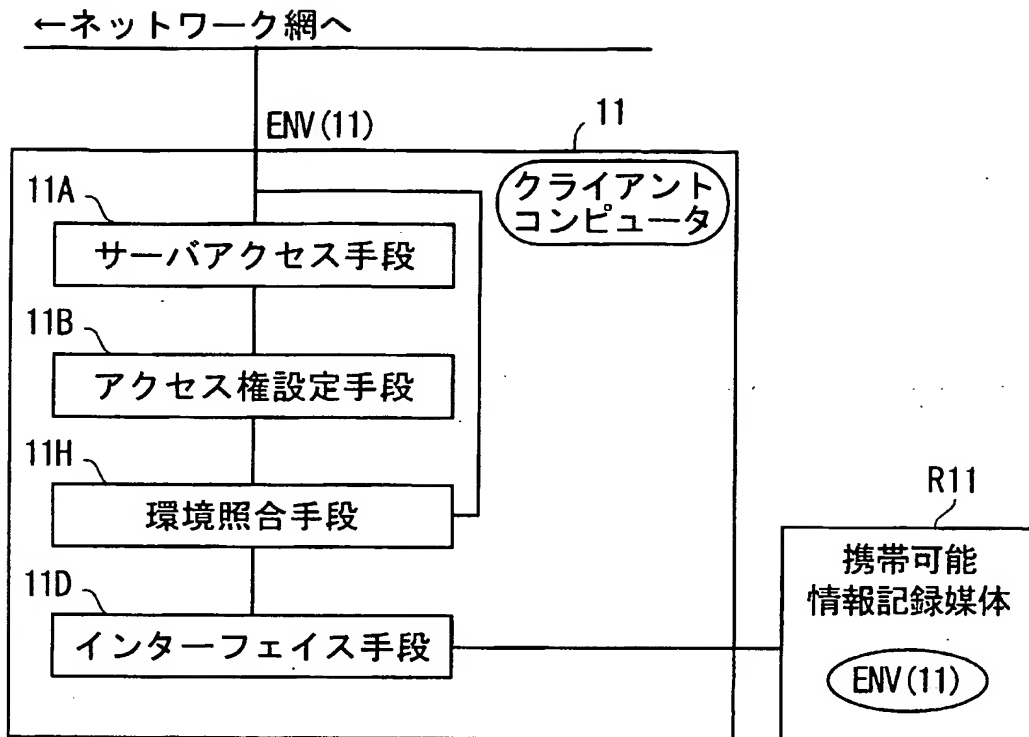 ←ネットワーク網へ
ENV(11)
11
クライアント
コンピュータ
11A
サーバアクセス手段
11B
アクセス権設定手段
11H
環境照合手段
11D
インターフェイス手段
R11
携帯可能
情報記録媒体
ENV(11)